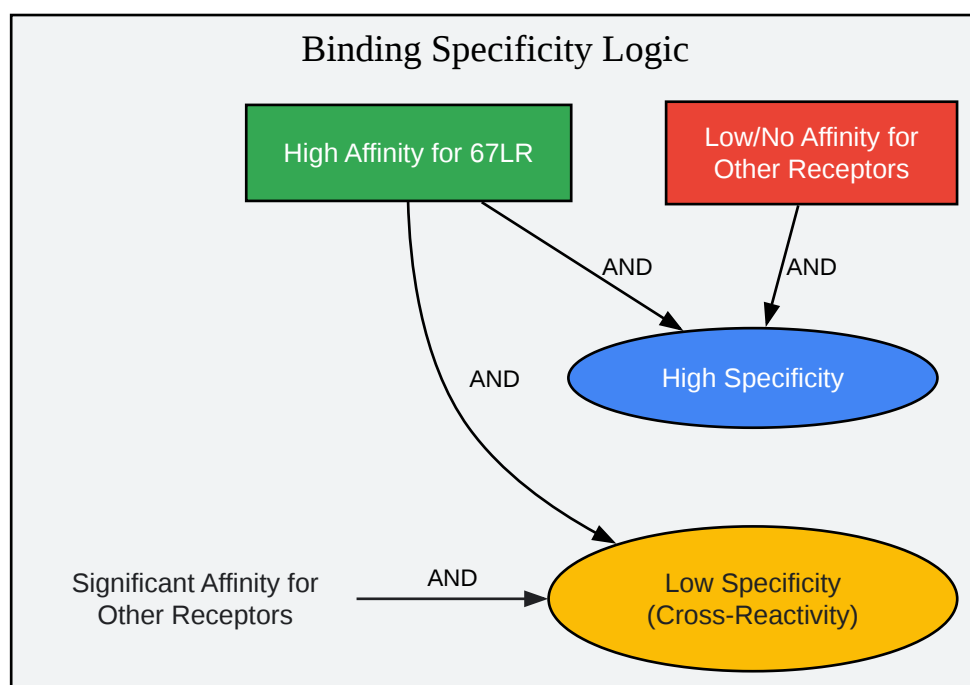 Binding Specificity Logic
High Affinity for 67LR
Low/No Affinity for
Other Receptors
AND
AND
High Specificity
AND
Significant Affinity for
Other Receptors
AND
Low Specificity
(Cross-Reactivity)